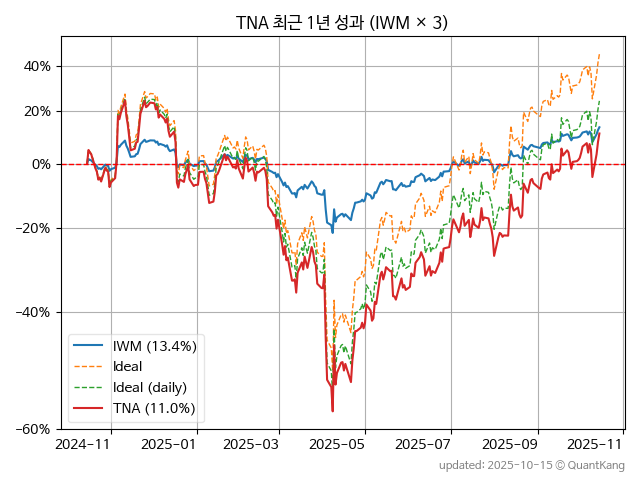 TNA 최근 1년 성과 (IWM × 3)
40%
20%
0%
−20%
−40%
−60%
IWM (13.4%)
Ideal
Ideal (daily)
TNA (11.0%)
2024−11
2025−01
2025−03
2025−05
2025−07
2025−09
2025−11
updated: 2025-10-15 © QuantKang